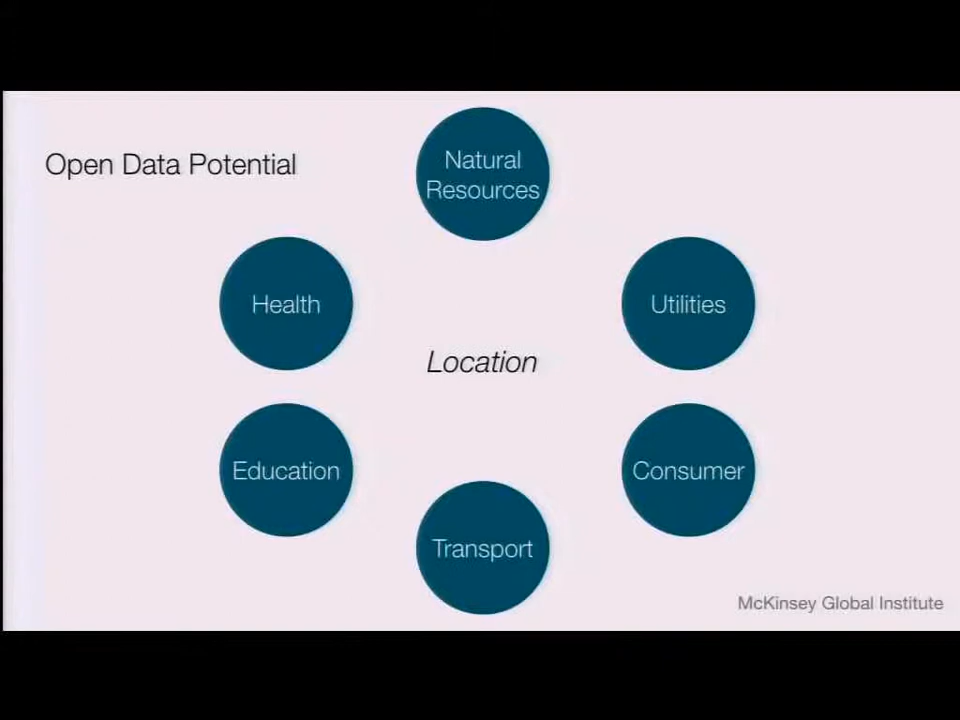 Open Data Potential
Natural
Resources
Health
Utilities
Location
Education
Consumer
Transport
McKinsey Global Institute